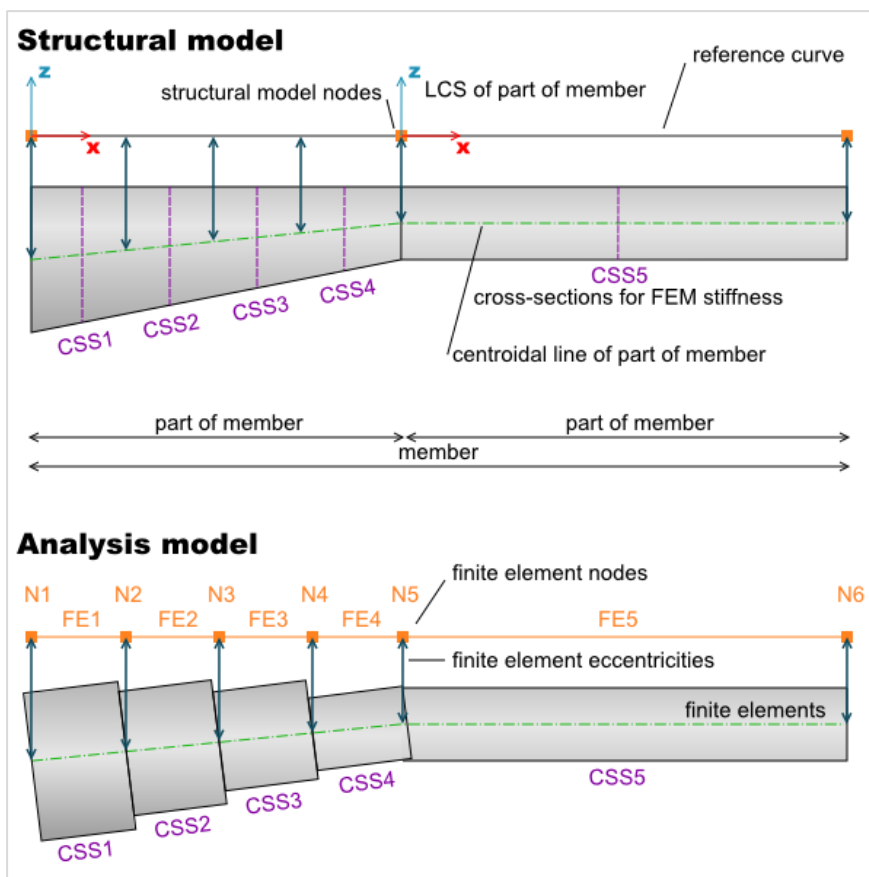 Structural model
z
z
reference curve
structural model nodes
LCS of part of member
x
x
CSS1
CSS2
CSS3
CSS4
CSS5
cross-sections for FEM stiffness
centroidal line of part of member
part of member
part of member
member
Analysis model
finite element nodes
N1
N2
N3
N4
N5
N6
FE1
FE2
FE3
FE4
FE5
finite element eccentricities
finite elements
CSS1
CSS2
CSS3
CSS4
CSS5